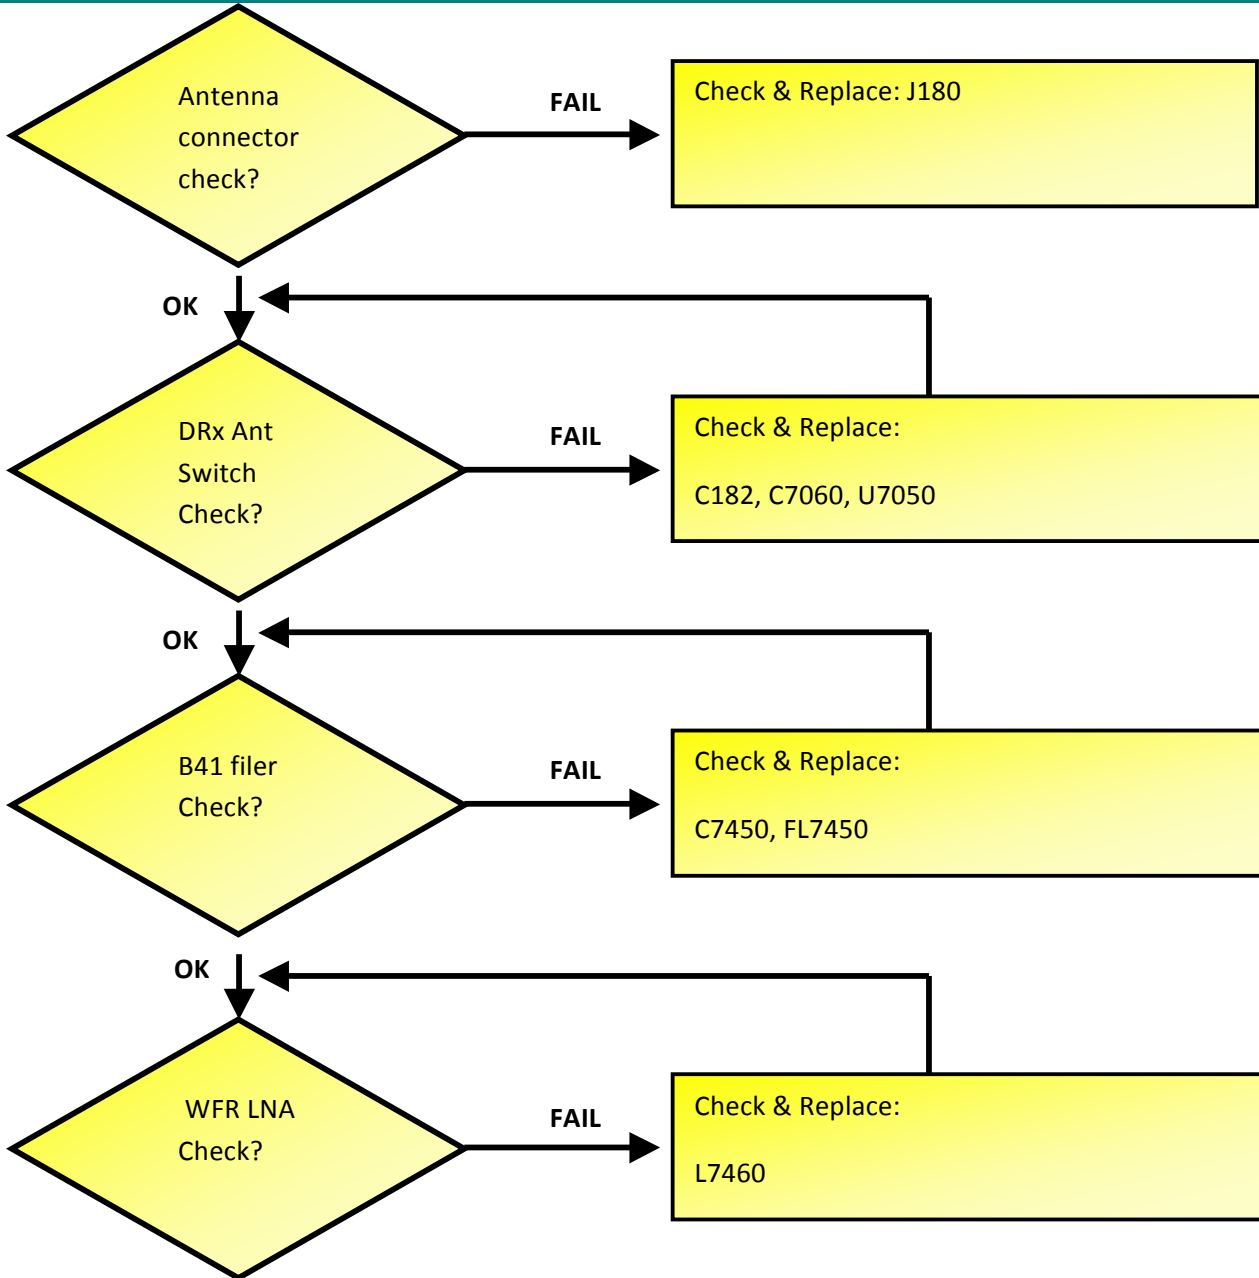 Antenna
connector
check?
FAIL
Check & Replace: J180
OK
DRx Ant
Switch
Check?
FAIL
Check & Replace:
C182, C7060, U7050
OK
B41 filer
Check?
FAIL
Check & Replace:
C7450, FL7450
OK
WFR LNA
Check?
FAIL
Check & Replace:
L7460